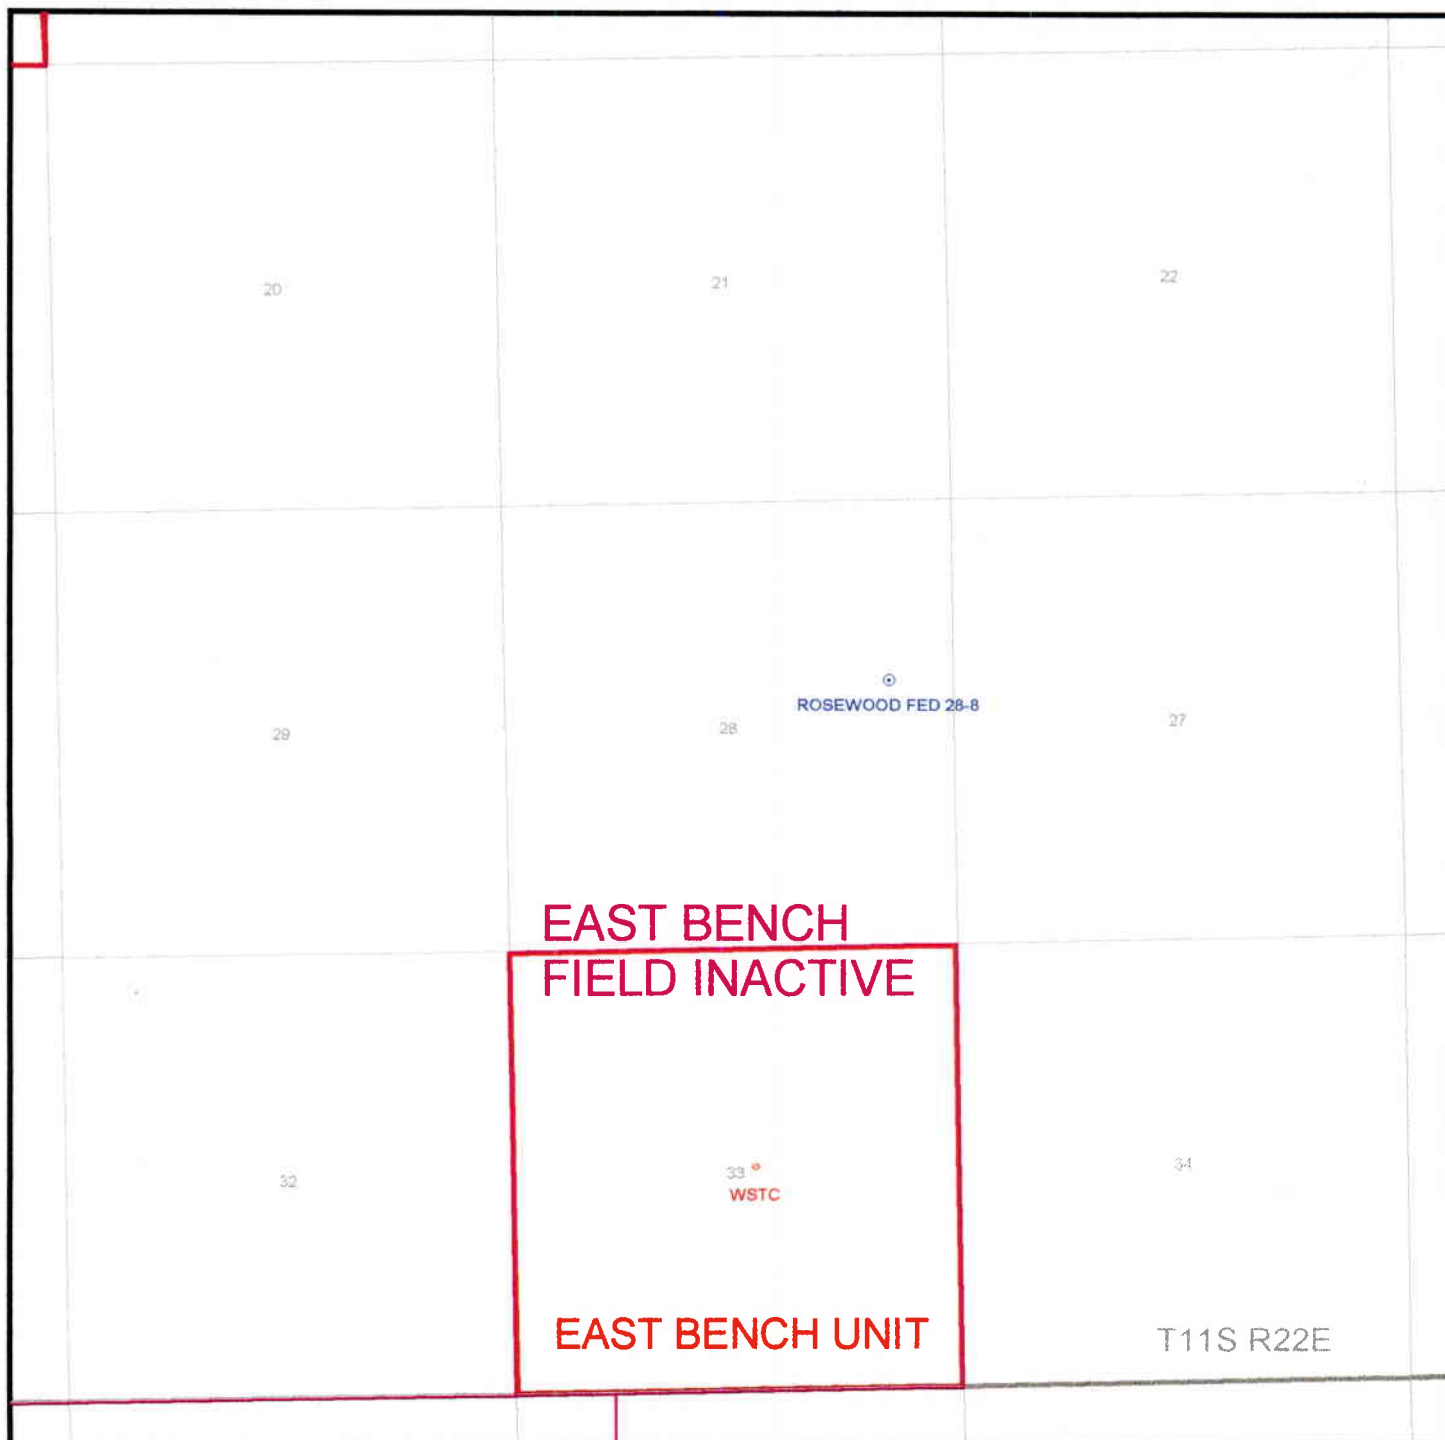 20
21
22
ROSEWOOD FED 28-8
29
28
27
EAST BENCH
FIELD INACTIVE
32
33
WSTC
34
EAST BENCH UNIT
T11S R22E